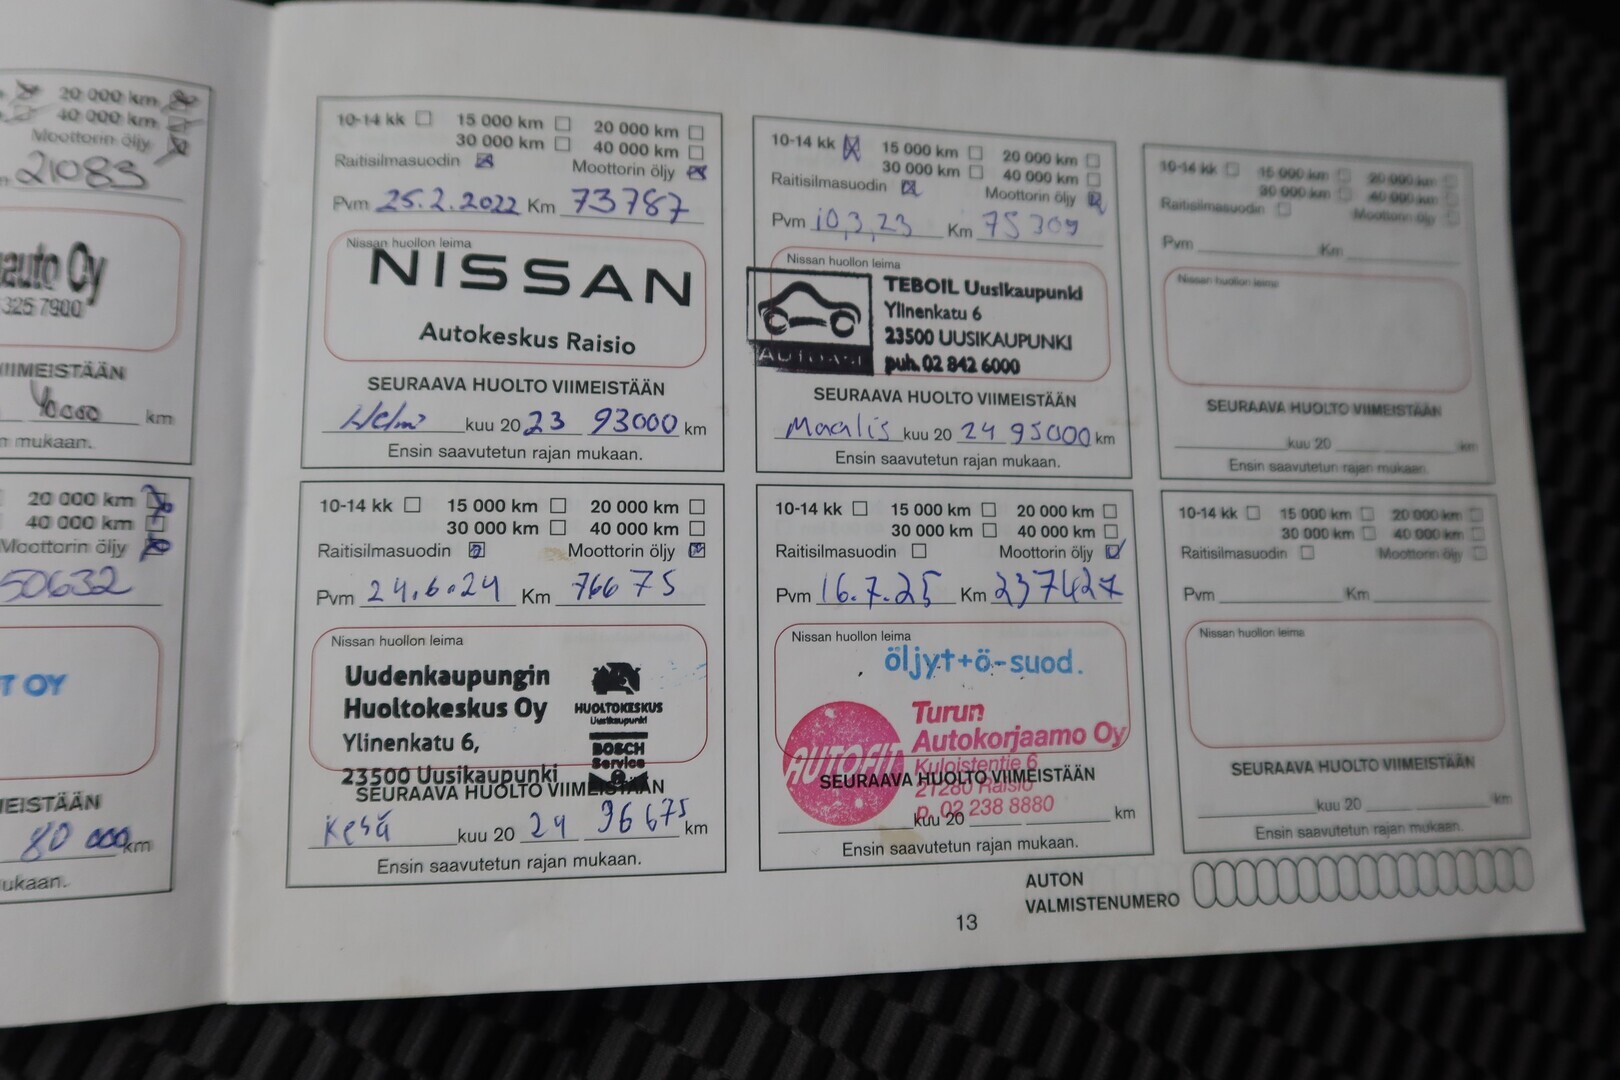 20 000 km
40 000 km
Moottorin öljy
21083
auto Oy
325 7900
VIIMEISTÄÄN
40000 km
mukaan.
20 000 km
40 000 km
Moottorin öljy
50632
T OY
VIIMEISTÄÄN
80 000 km
mukaan.
10-14 kk 15 000 km 20 000 km
30 000 km 40 000 km
Raitisilmasuodin Moottorin öljy
Pvm 25.2.2022 Km 73787
Nissan huollon leima
NISSAN
Autokeskus Raisio
SEURAAVA HUOLTO VIIMEISTÄÄN
Helmi kuu 20 23 93000 km
Ensin saavutetun rajan mukaan.
10-14 kk 15 000 km 20 000 km
30 000 km 40 000 km
Raitisilmasuodin Moottorin öljy
Pvm 10,3,23 Km 75309
Nissan huollon leima
AUTOASI
TEBOIL Uusikaupunki
Ylinenkatu 6
23500 UUSIKAUPUNKI
puh. 02 842 6000
SEURAAVA HUOLTO VIIMEISTÄÄN
Maalis kuu 20 24 95000 km
Ensin saavutetun rajan mukaan.
10-14 kk 15 000 km 20 000 km
30 000 km 40 000 km
Raitisilmasuodin Moottorin öljy
Pvm Km
Nissan huollon leima
SEURAAVA HUOLTO VIIMEISTÄÄN
kuu 20 km
Ensin saavutetun rajan mukaan.
10-14 kk 15 000 km 20 000 km
30 000 km 40 000 km
Raitisilmasuodin Moottorin öljy
Pvm 24.6.24 Km 76675
Nissan huollon leima
Uudenkaupungin
Huoltokeskus Oy
Ylinenkatu 6,
23500 Uusikaupunki
HUOLTOKESKUS
Uusikaupunki
BOSCH
Service
SEURAAVA HUOLTO VIIMEISTÄÄN
Kesä kuu 20 24 96675 km
Ensin saavutetun rajan mukaan.
10-14 kk 15 000 km 20 000 km
30 000 km 40 000 km
Raitisilmasuodin Moottorin öljy
Pvm 16.7.25 Km 237427
Nissan huollon leima
öljyt+ö-suod.
AUTOFIT
Turun
Autokorjaamo Oy
Kuloistentie 6
21280 Raisio
p. 02 238 8880
SEURAAVA HUOLTO VIIMEISTÄÄN
kuu 20 km
Ensin saavutetun rajan mukaan.
10-14 kk 15 000 km 20 000 km
30 000 km 40 000 km
Raitisilmasuodin Moottorin öljy
Pvm Km
Nissan huollon leima
SEURAAVA HUOLTO VIIMEISTÄÄN
kuu 20 km
Ensin saavutetun rajan mukaan.
AUTON
VALMISTENUMERO
13